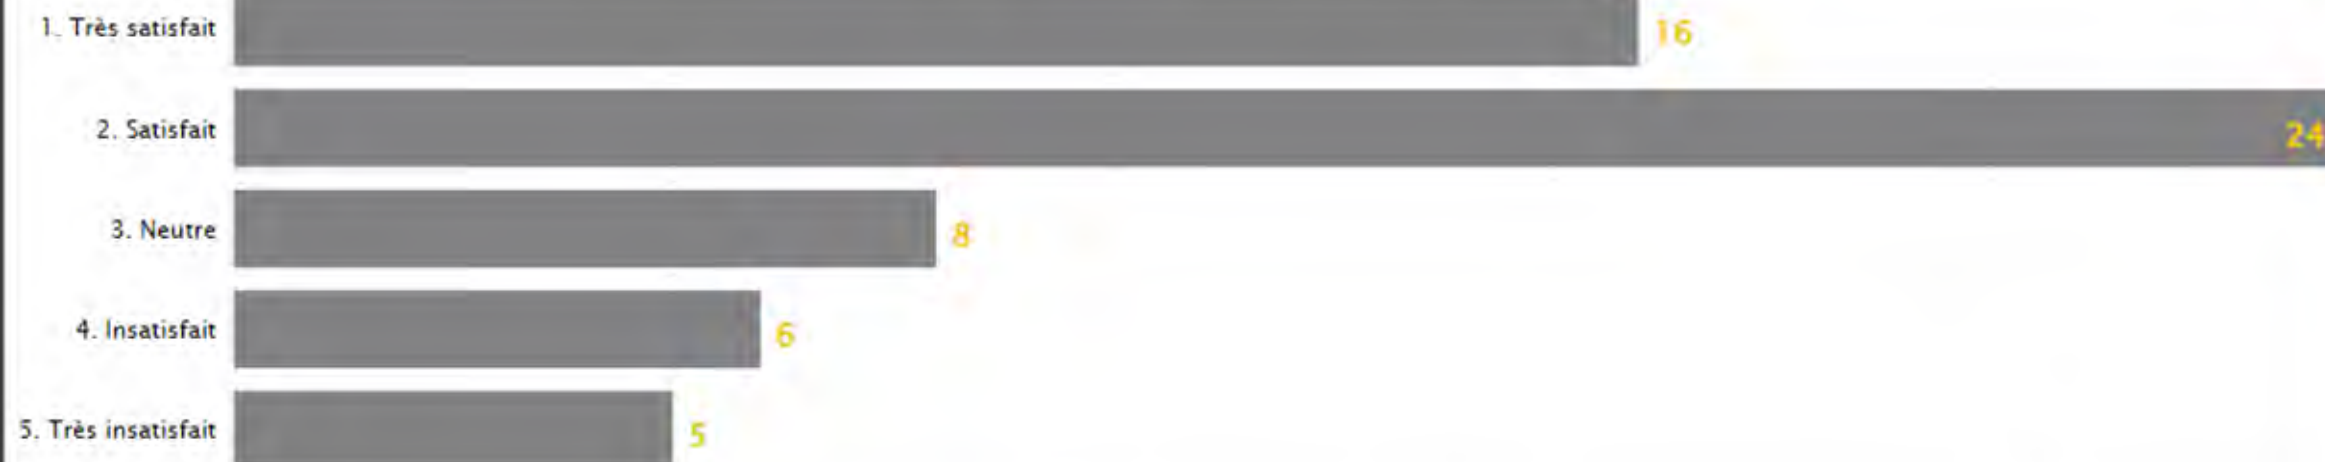 1. Très satisfait 16
2. Satisfait 24
3. Neutre 8
4. Insatisfait 6
5. Très insatisfait 5